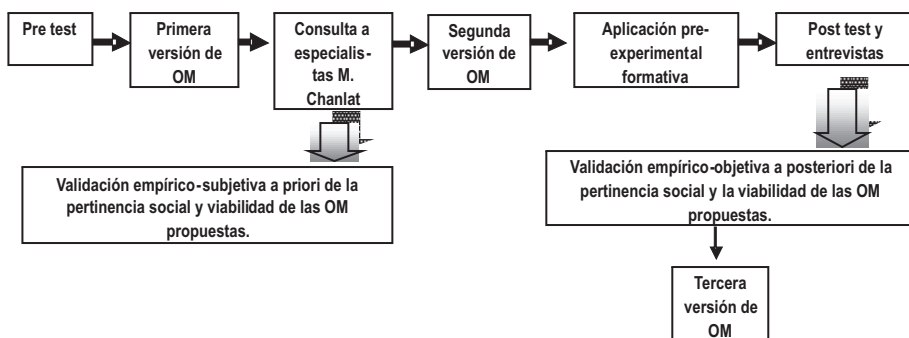 Pre test
Primera
versión de
OM
Consulta a
especialis-
tas M.
Chanlat
Segunda
versión de
OM
Aplicación pre-
experimental
formativa
Post test y
entrevistas
Validación empírico-subjetiva a priori de la
pertinencia social y viabilidad de las OM
propuestas.
Validación empírico-objetiva a posteriori de la
pertinencia social y la viabilidad de las OM
propuestas.
Tercera
versión de
OM